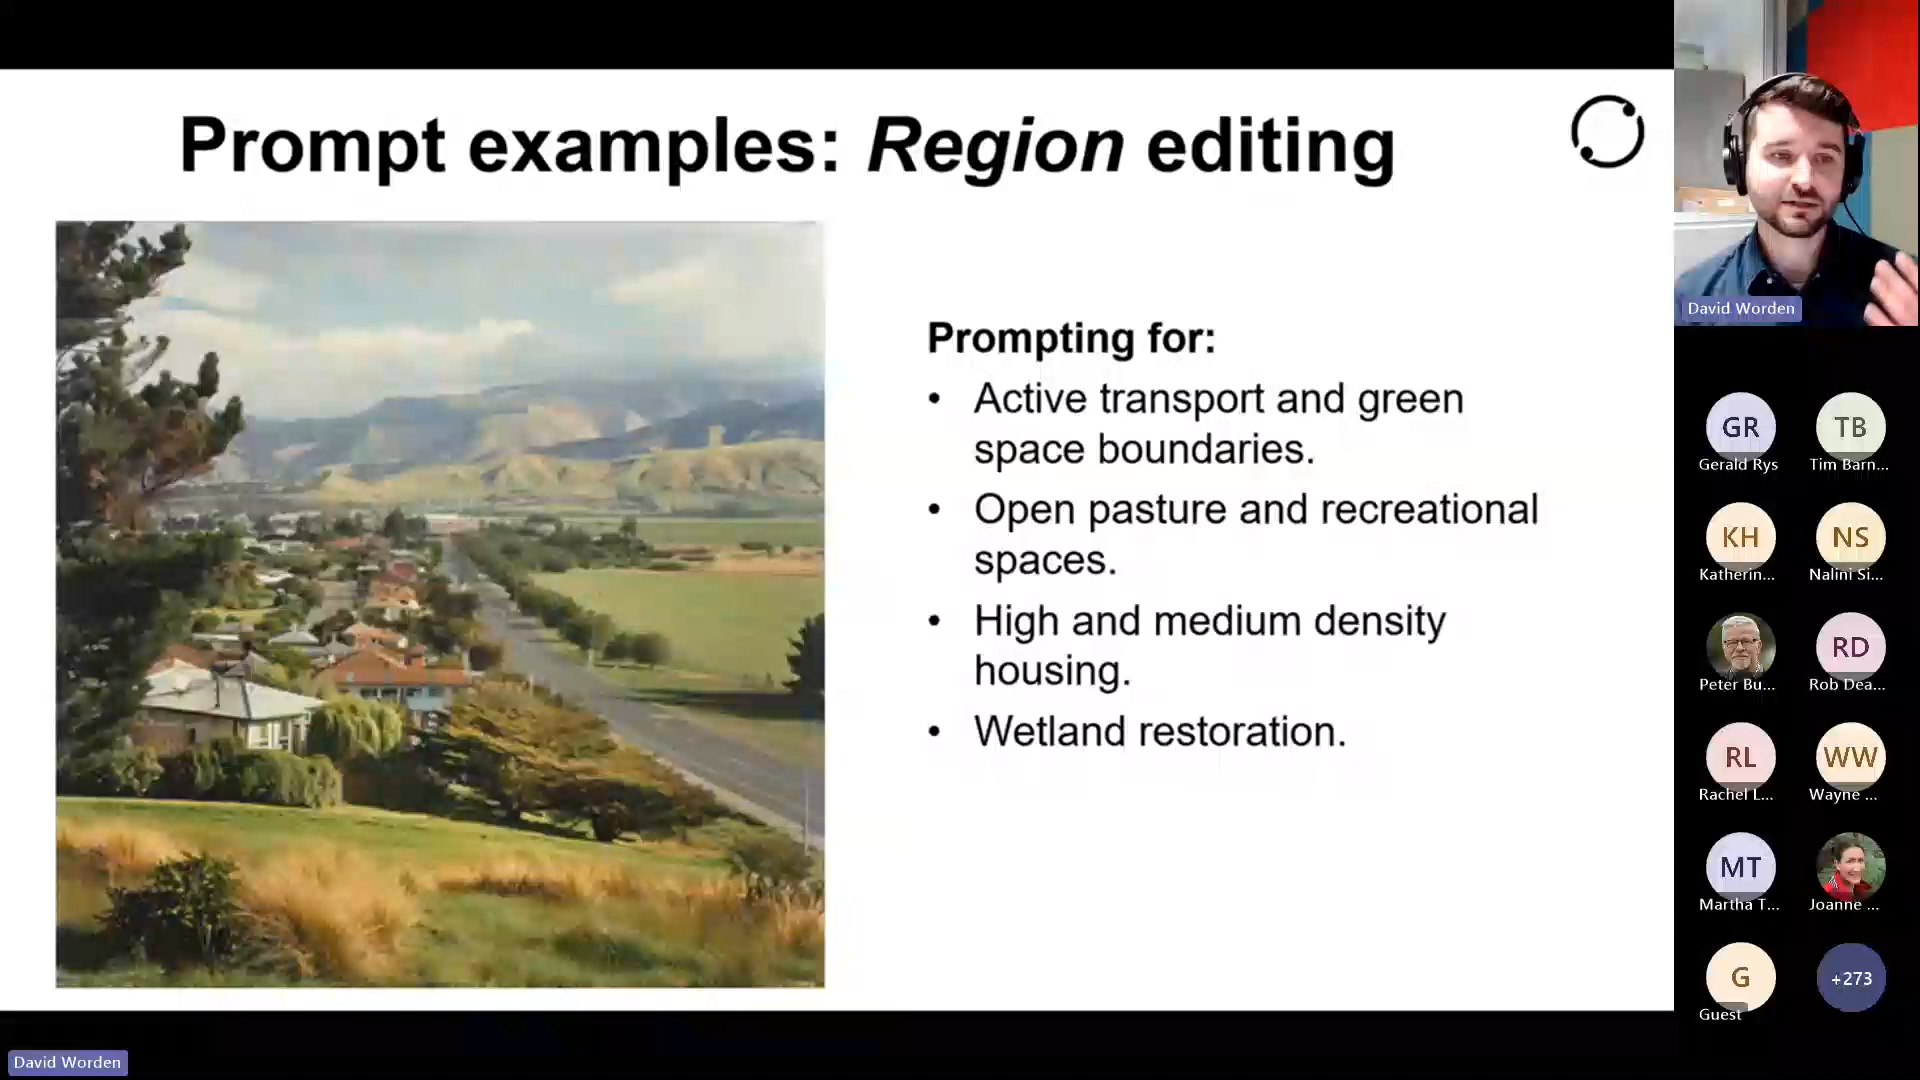 Prompt examples: Region editing
Prompting for:
• Active transport and green
space boundaries.
• Open pasture and recreational
spaces.
• High and medium density
housing.
• Wetland restoration.
David Worden
GR
TB
Gerald Rys
Tim Barn...
KH
NS
Katherin...
Nalini Si...
RD
Peter Bu...
Rob Dea...
RL
WW
Rachel L...
Wayne ...
MT
Martha T...
Joanne ...
G
+273
Guest
David Worden